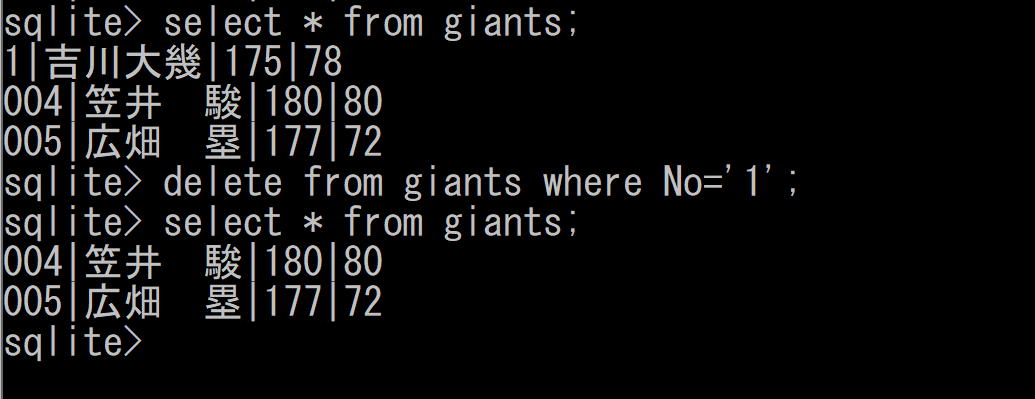 sqlite> select * from giants;
1|吉川大幾|175|78
004|笠井　駿|180|80
005|広畑　塁|177|72
sqlite> delete from giants where No='1';
sqlite> select * from giants;
004|笠井　駿|180|80
005|広畑　塁|177|72
sqlite>